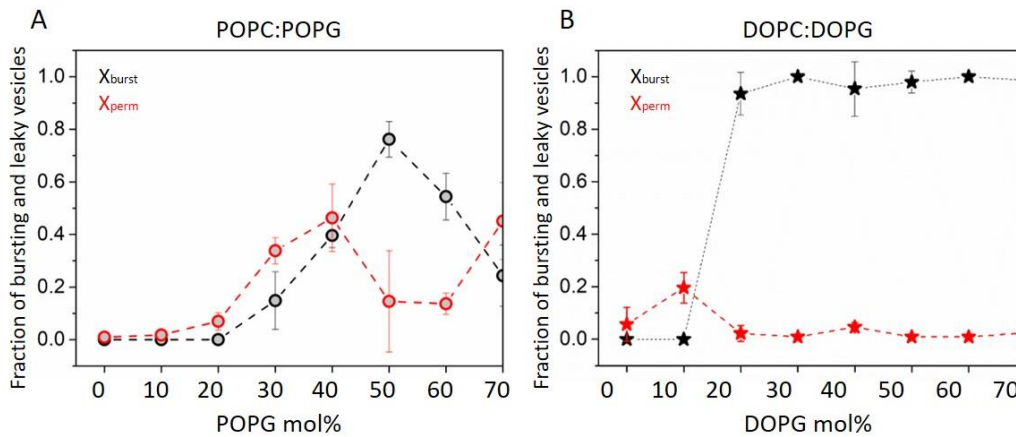 A
POPC:POPG
Fraction of bursting and leaky vesicles
Xburst
Xperm
1.0
0.8
0.6
0.4
0.2
0.0
0 10 20 30 40 50 60 70
POPG mol%
B
DOPC:DOPG
Fraction of bursting and leaky vesicles
Xburst
Xperm
1.0
0.8
0.6
0.4
0.2
0.0
0 10 20 30 40 50 60 70
DOPG mol%